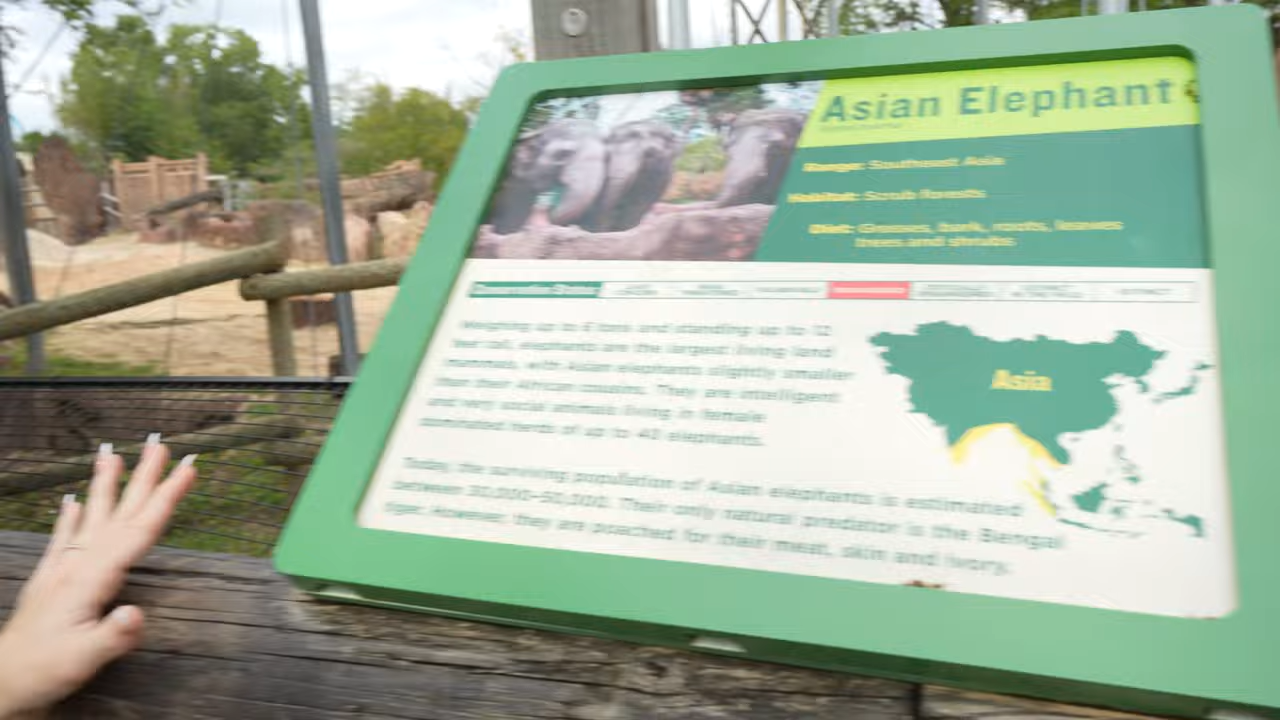 Asian Elephant
Range: Southeast Asia
Habitat: Scrub forests
Diet: Grasses, bark, roots, leaves
trees and shrubs
Conservation Status
Asia
Weighing up to 6 tons and standing up to 12
feet tall, elephants are the largest living land
mammals, with Asian elephants slightly smaller
than their African cousins. They are intelligent
and very social animals living in female
dominated herds of up to 40 elephants.
Today, the surviving population of Asian elephants is estimated
between 30,000-50,000. Their only natural predator is the Bengal
tiger. However, they are poached for their meat, skin and ivory.